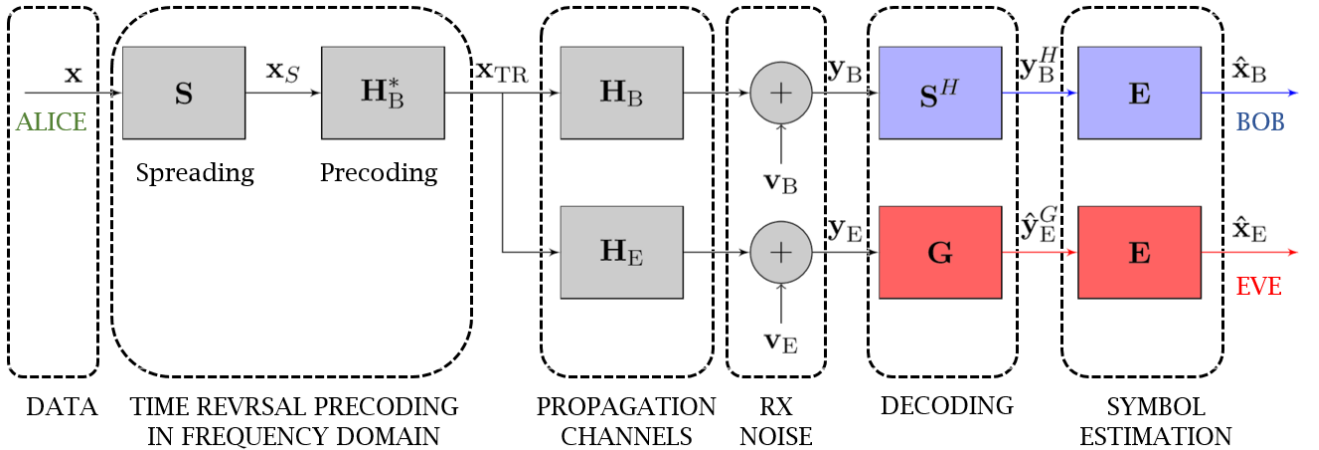 x
ALICE
S
Spreading
x_S
H_B^*
Precoding
x_TR
H_B
H_E
+
v_B
+
v_E
y_B
y_E
S^H
G
y_B^H
ŷ_E^G
E
E
x̂_B
BOB
x̂_E
EVE
DATA
TIME REVRSAL PRECODING
IN FREQUENCY DOMAIN
PROPAGATION
CHANNELS
RX
NOISE
DECODING
SYMBOL
ESTIMATION